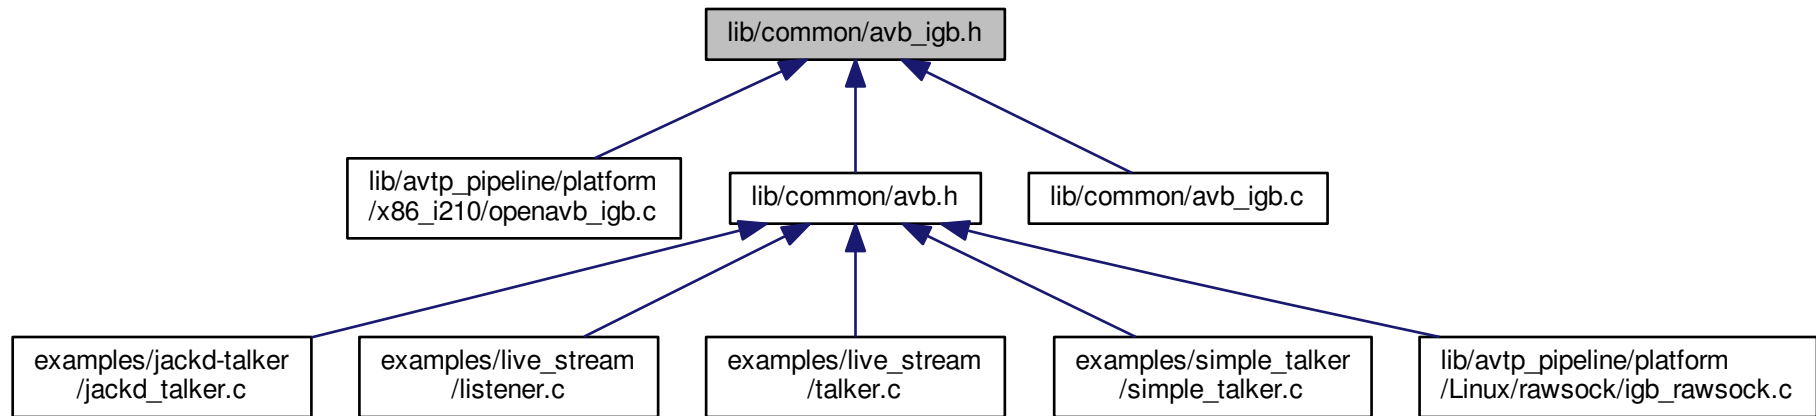 lib/common/avb_igb.h
lib/avtp_pipeline/platform
/x86_i210/openavb_igb.c
lib/common/avb.h
lib/common/avb_igb.c
examples/jackd-talker
/jackd_talker.c
examples/live_stream
/listener.c
examples/live_stream
/talker.c
examples/simple_talker
/simple_talker.c
lib/avtp_pipeline/platform
/Linux/rawsock/igb_rawsock.c